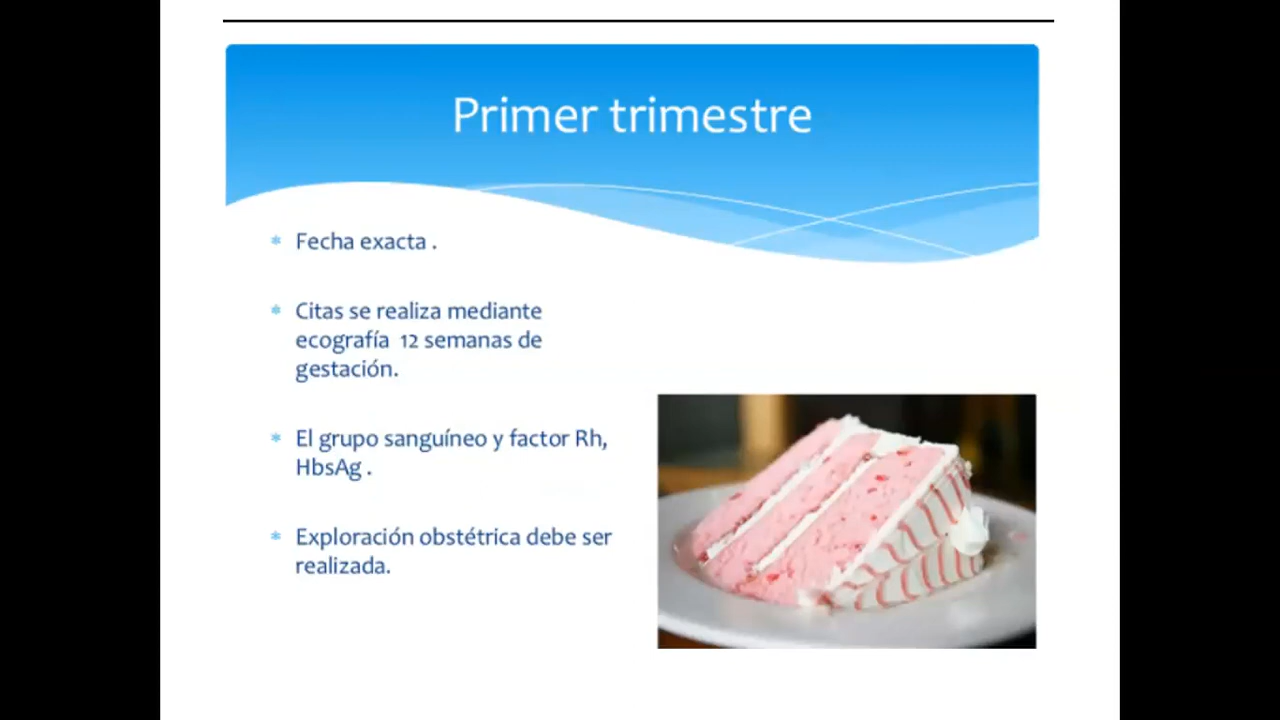 Primer trimestre
Fecha exacta .
Citas se realiza mediante
ecografía 12 semanas de
gestación.
El grupo sanguíneo y factor Rh,
HbsAg .
Exploración obstétrica debe ser
realizada.